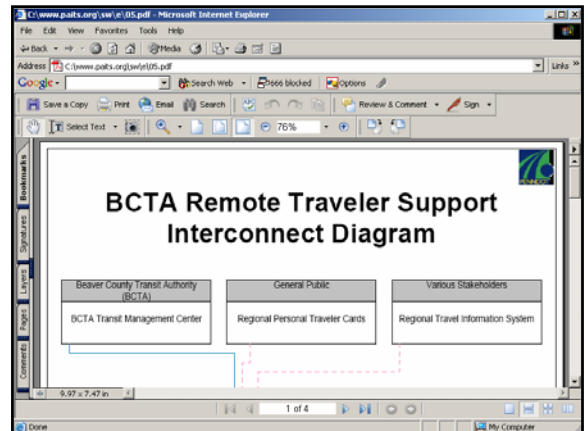 C:\www.paits.org\sw\e\05.pdf - Microsoft Internet Explorer
File Edit View Favorites Tools Help
Back Media
Address C:\www.paits.org\sw\e\05.pdf Links »
Google Search Web 666 blocked Options
Save a Copy Print Email Search Review & Comment Sign
Select Text 76%
Bookmarks
Signatures
Layers
Pages
Comments
BCTA Remote Traveler Support
Interconnect Diagram
Beaver County Transit Authority
(BCTA)
BCTA Transit Management Center
General Public
Regional Personal Traveler Cards
Various Stakeholders
Regional Travel Information System
9.97 x 7.47 in
1 of 4
Done My Computer